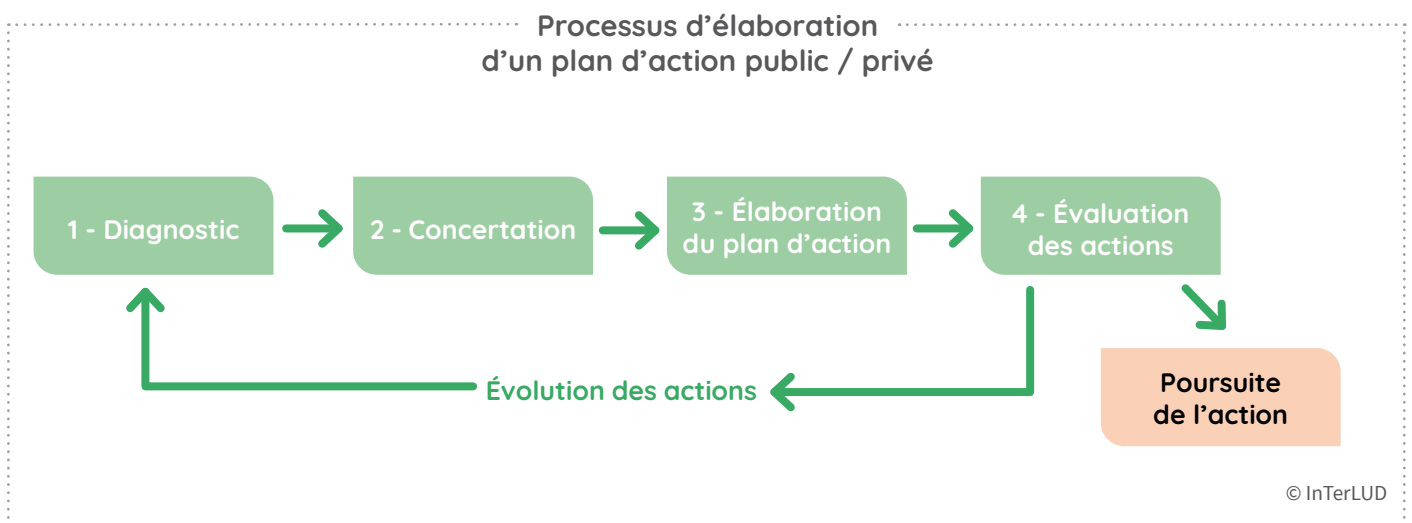 Processus d’élaboration
d’un plan d’action public / privé
1 - Diagnostic
2 - Concertation
3 - Élaboration
du plan d’action
4 - Évaluation
des actions
Évolution des actions
Poursuite
de l’action
© InTerLUD